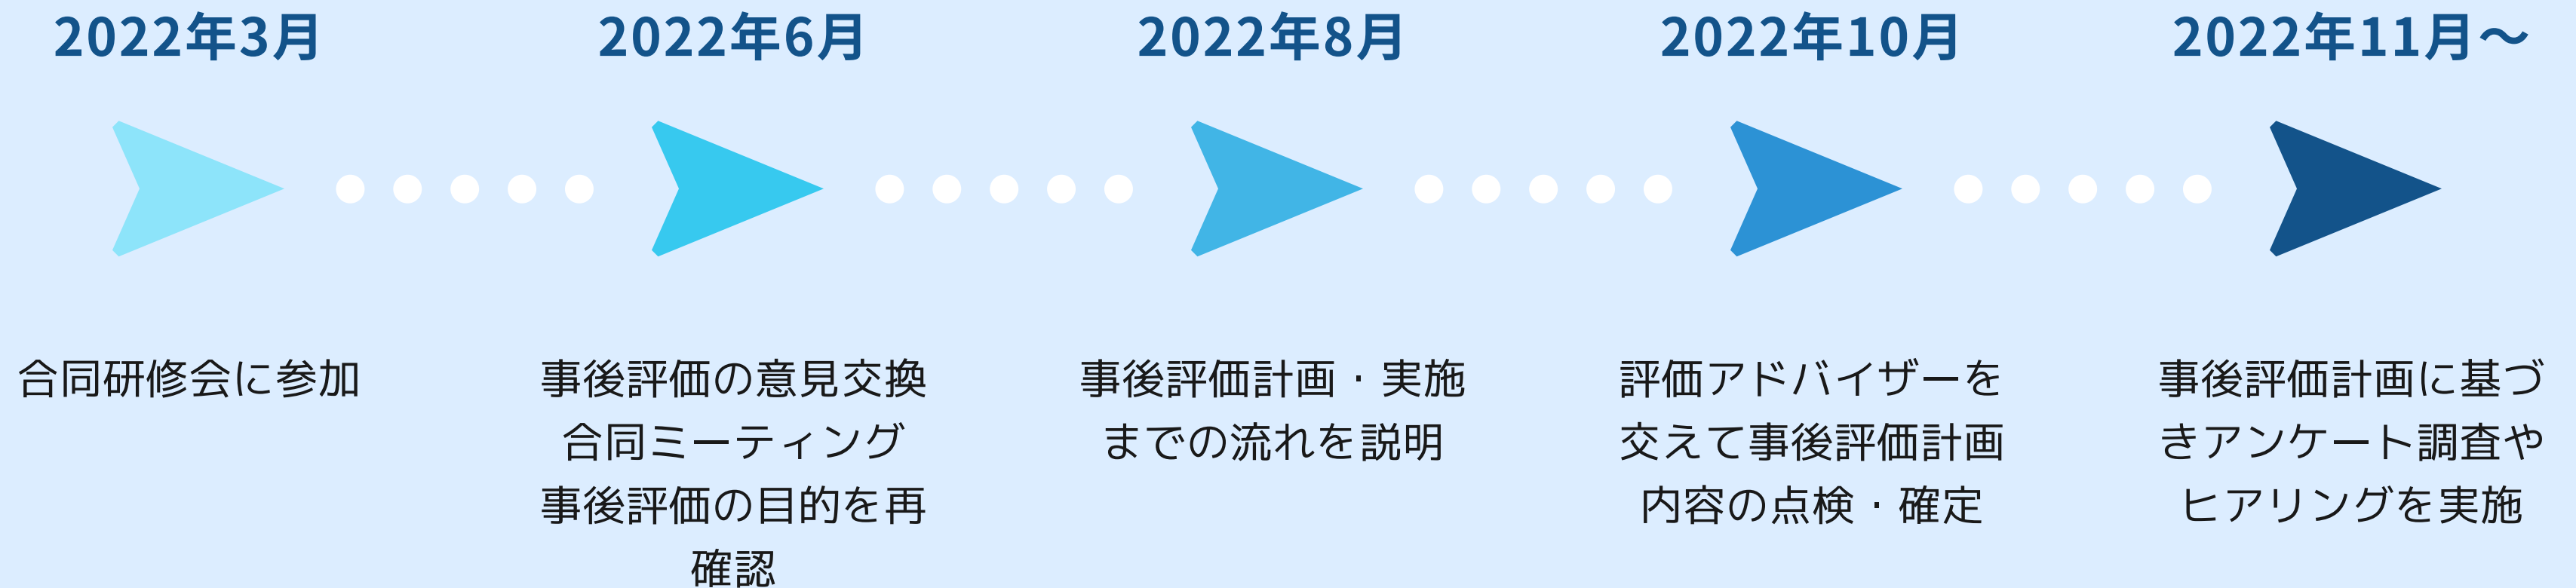 2022年3月
2022年6月
2022年8月
2022年10月
2022年11月～
合同研修会に参加
事後評価の意見交換
合同ミーティング
事後評価の目的を再
確認
事後評価計画・実施
までの流れを説明
評価アドバイザーを
交えて事後評価計画
内容の点検・確定
事後評価計画に基づ
きアンケート調査や
ヒアリングを実施